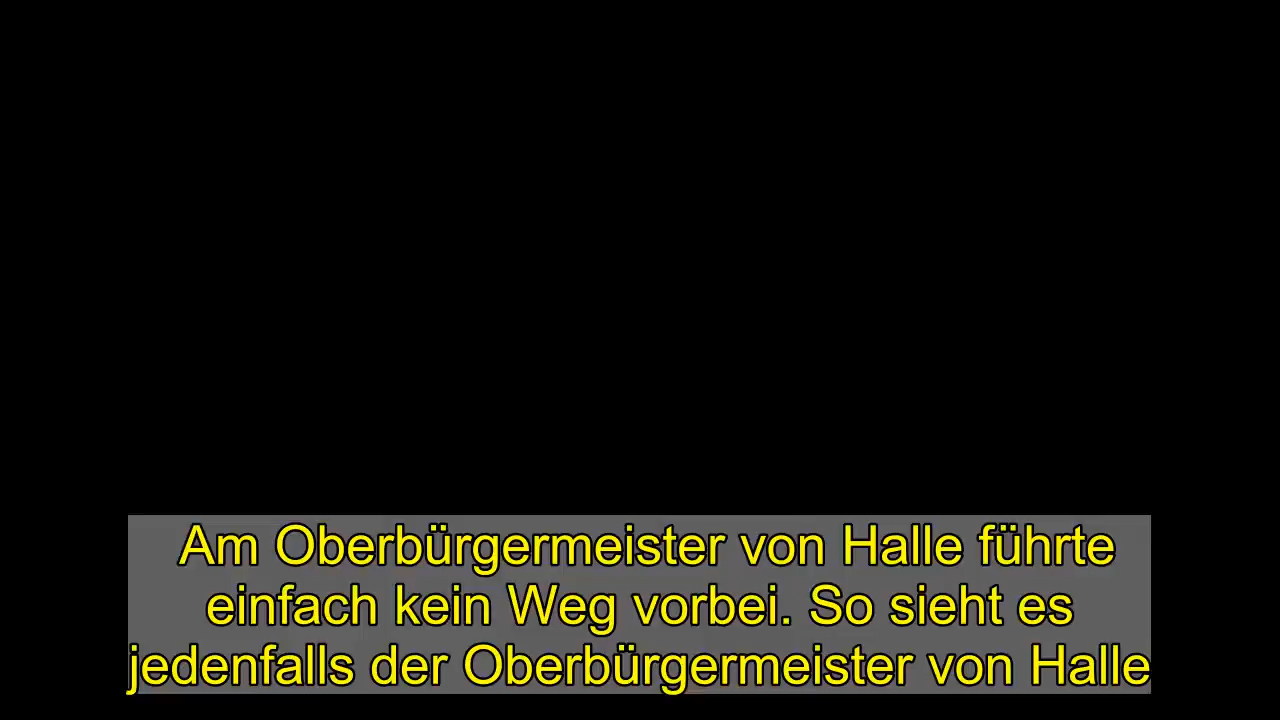 Am Oberbürgermeister von Halle führte
einfach kein Weg vorbei. So sieht es
jedenfalls der Oberbürgermeister von Halle